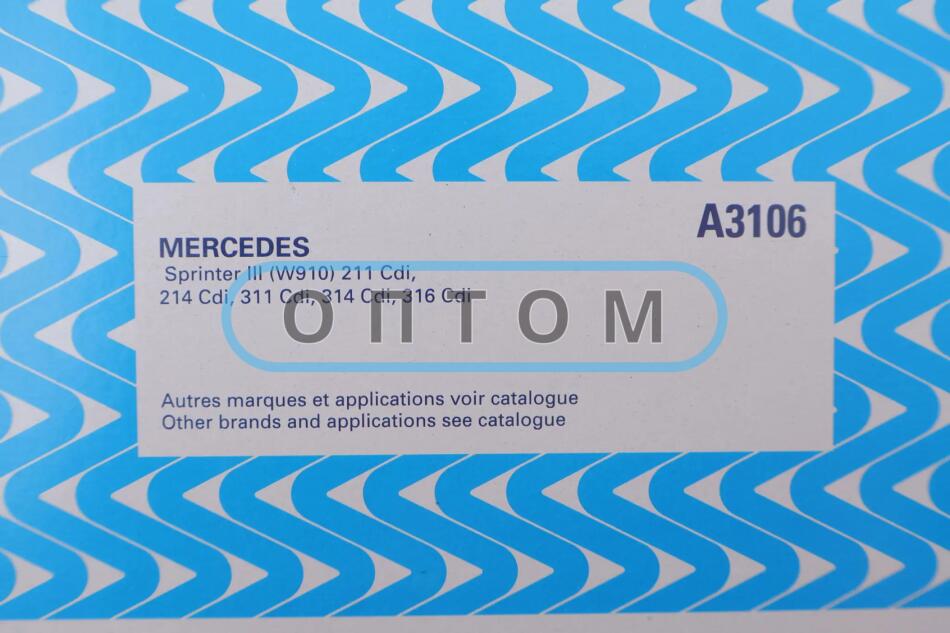 A3106
MERCEDES
Sprinter III (W910) 211 Cdi,
214 Cdi, 311 Cdi, 314 Cdi, 316 Cdi
ОПТОМ
Autres marques et applications voir catalogue
Other brands and applications see catalogue